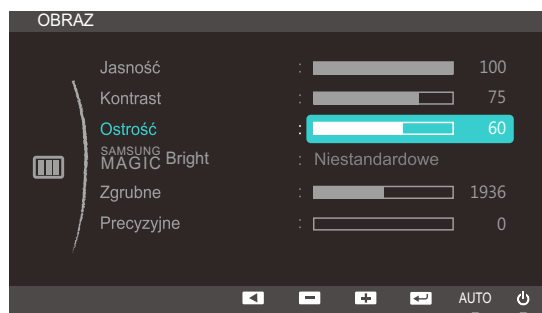 OBRAZ
Jasność : 100
Kontrast : 75
Ostrość : 60
SAMSUNG MAGIC Bright : Niestandardowe
Zgrubne : 1936
Precyzyjne : 0
AUTO